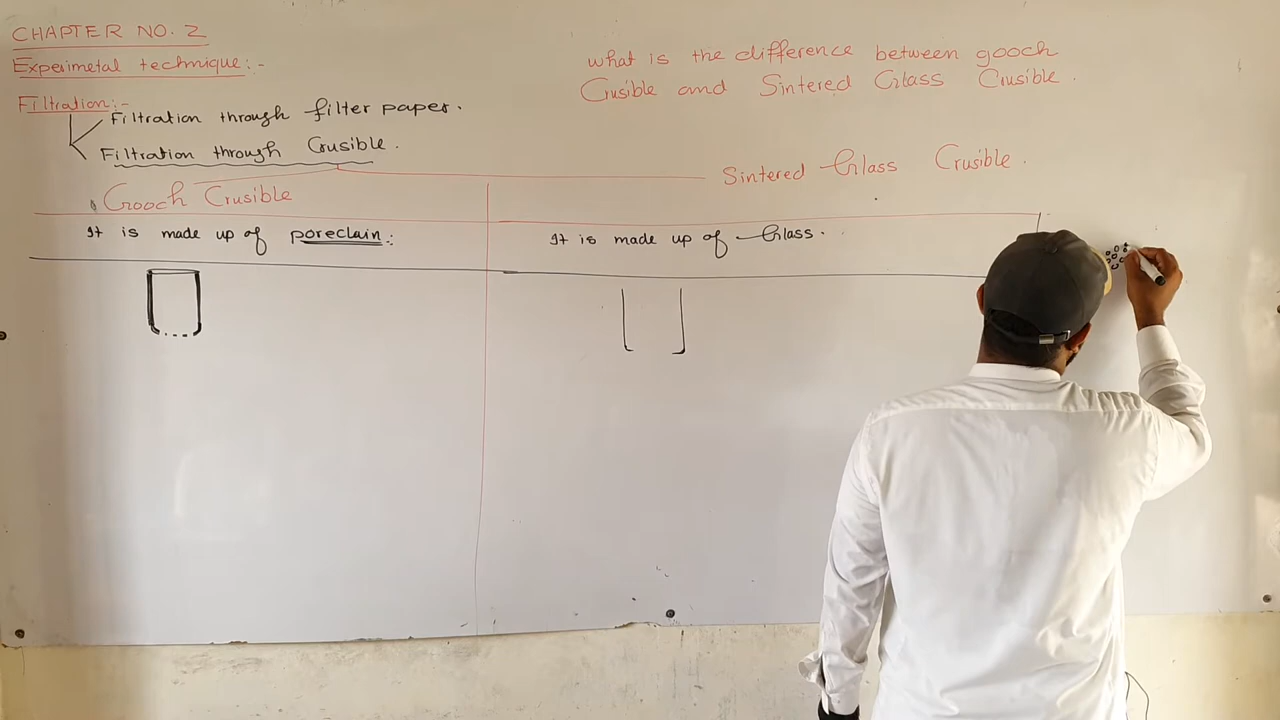 CHAPTER NO. 2
Experimetal technique:-
what is the difference between gooch
Crusible and Sintered Glass Crusible.
Filtration:-
Filtration through filter paper.
Filtration through Crusible.
Gooch Crusible
Sintered Glass Crusible.
It is made up of poreclain:
It is made up of Glass.